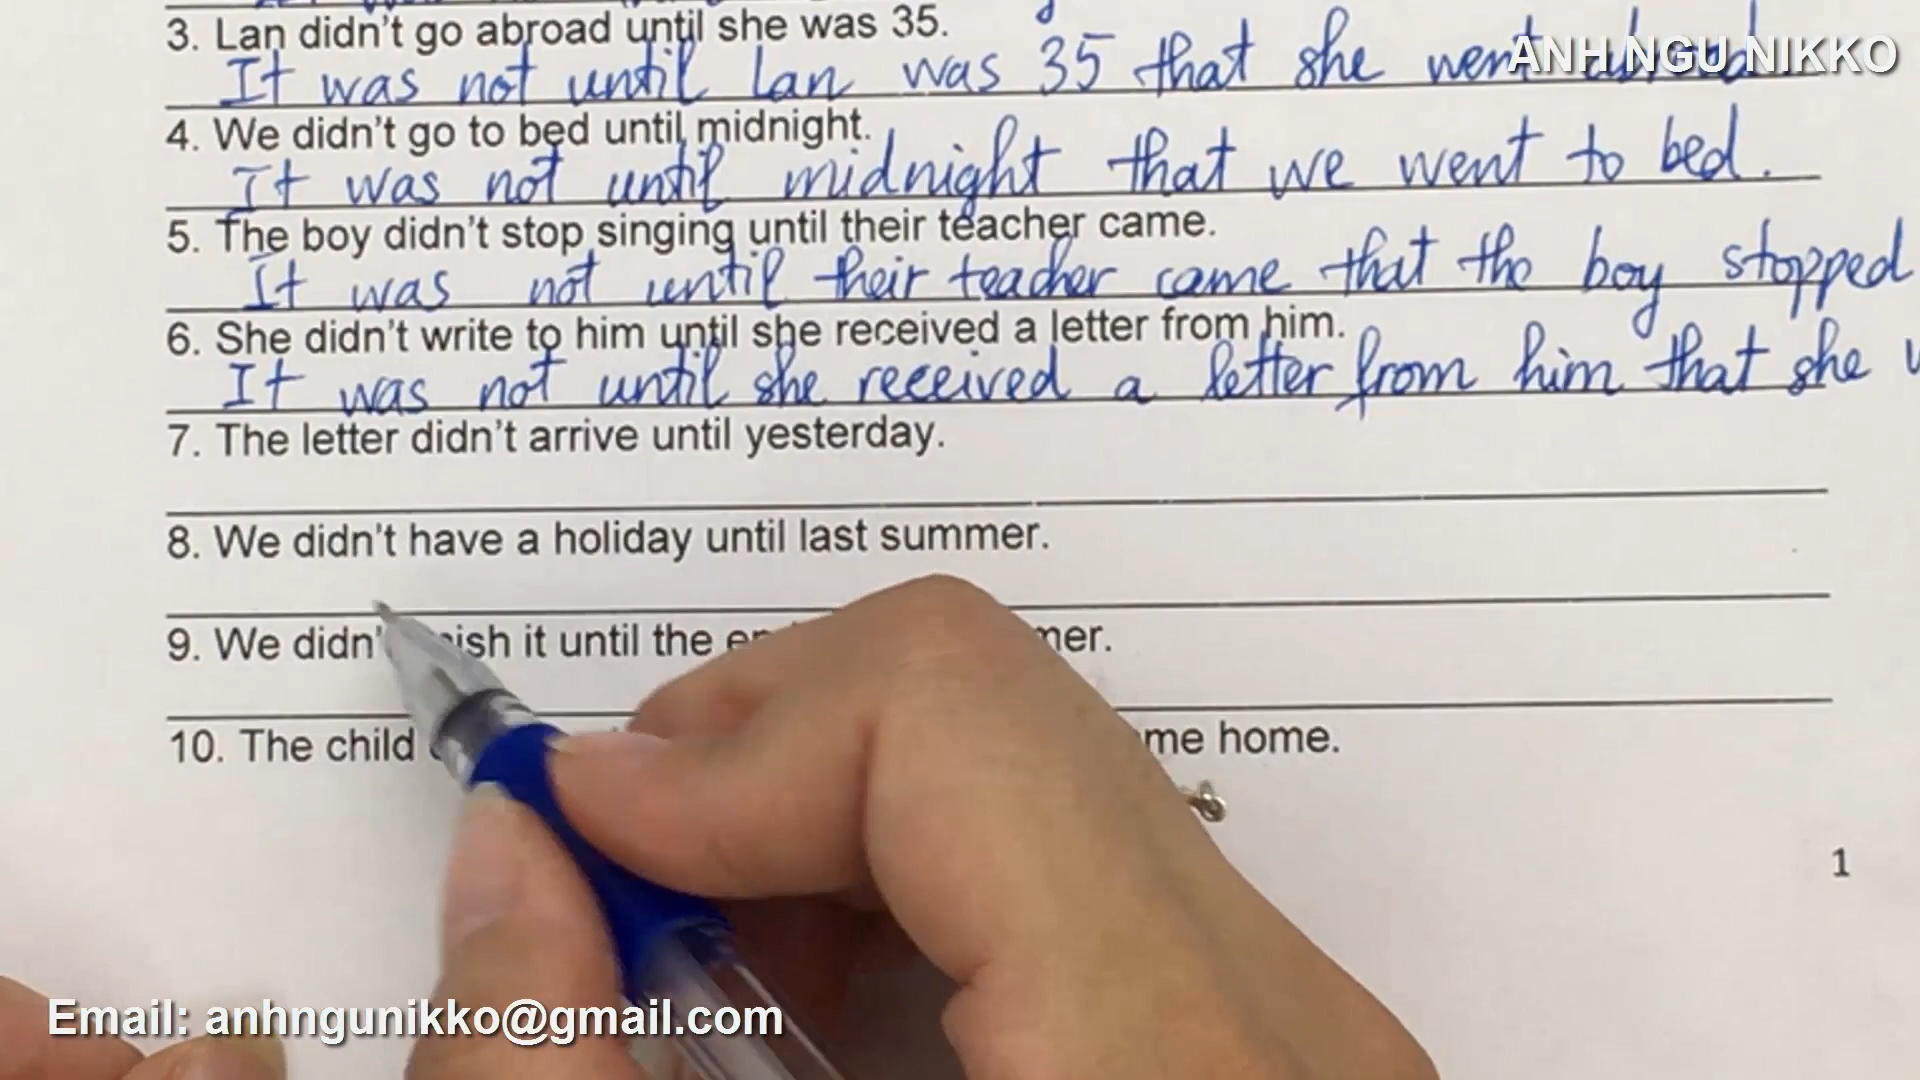 3. Lan didn't go abroad until she was 35.
ANH NGU NIKKO
It was not until Lan was 35 that she went abroad
4. We didn't go to bed until midnight.
It was not until midnight that we went to bed.
5. The boy didn't stop singing until their teacher came.
It was not until their teacher came that the boy stopped
6. She didn't write to him until she received a letter from him.
It was not until she received a letter from him that she
7. The letter didn't arrive until yesterday.
8. We didn't have a holiday until last summer.
9. We didn' it until the
10. The child home.
1
Email: anhngunikko@gmail.com